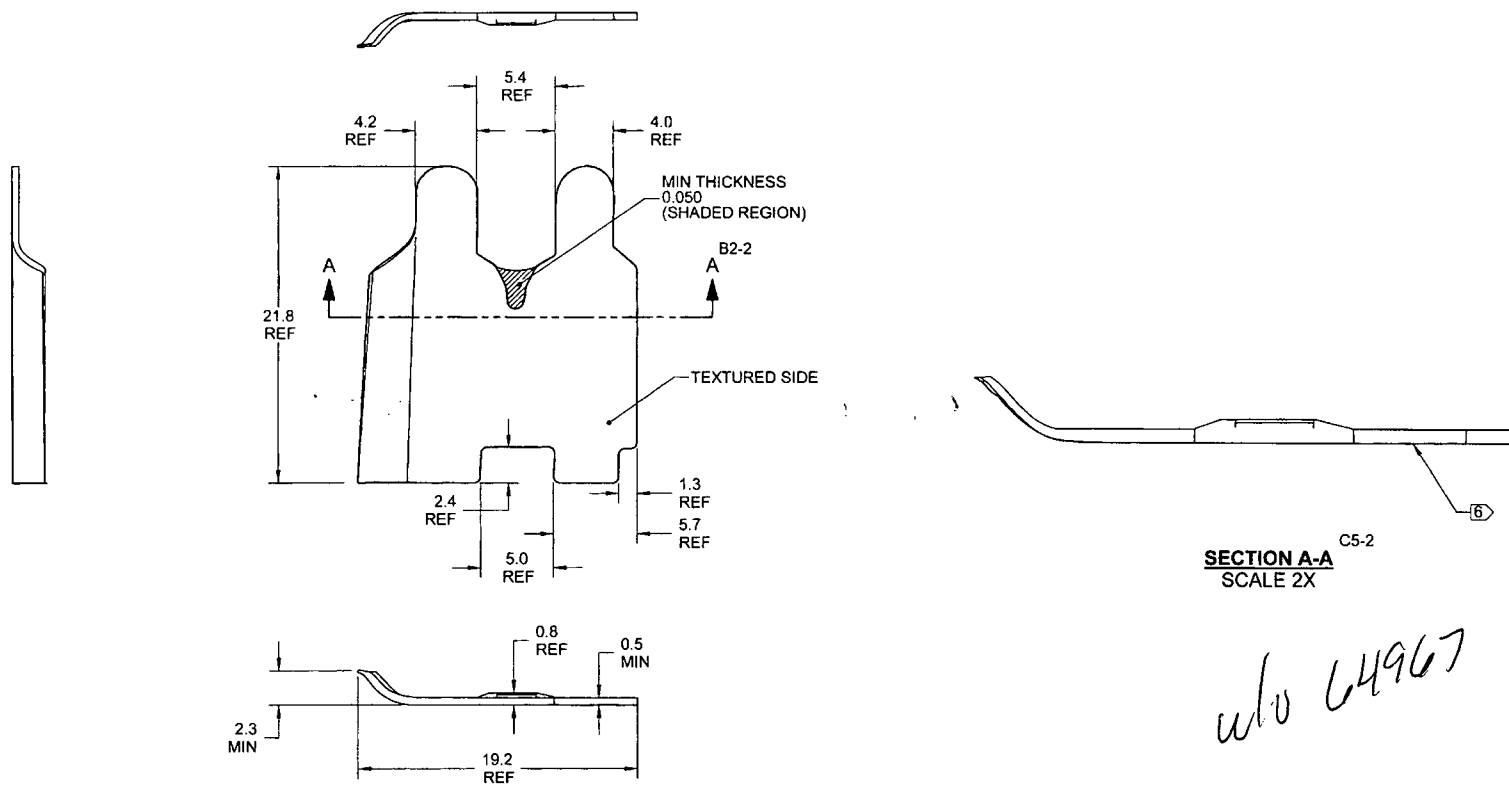 5.4
REF
4.2
REF
4.0
REF
MIN THICKNESS
0.050
(SHADED REGION)
B2-2
A
A
21.8
REF
TEXTURED SIDE
2.4
REF
1.3
REF
5.7
REF
5.0
REF
6
C5-2
SECTION A-A
SCALE 2X
0.8
REF
0.5
MIN
2.3
MIN
19.2
REF
w/o 64967